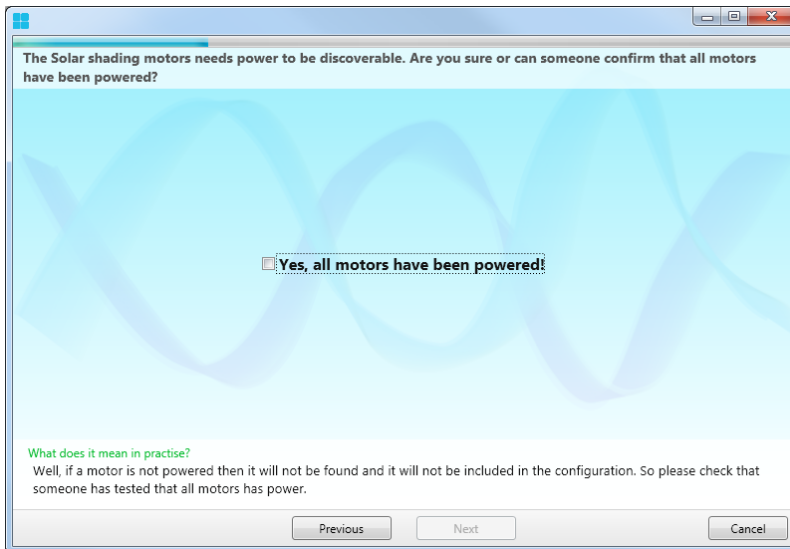 The Solar shading motors needs power to be discoverable. Are you sure or can someone confirm that all motors
have been powered?
Yes, all motors have been powered!
What does it mean in practise?
Well, if a motor is not powered then it will not be found and it will not be included in the configuration. So please check that
someone has tested that all motors has power.
Previous
Next
Cancel